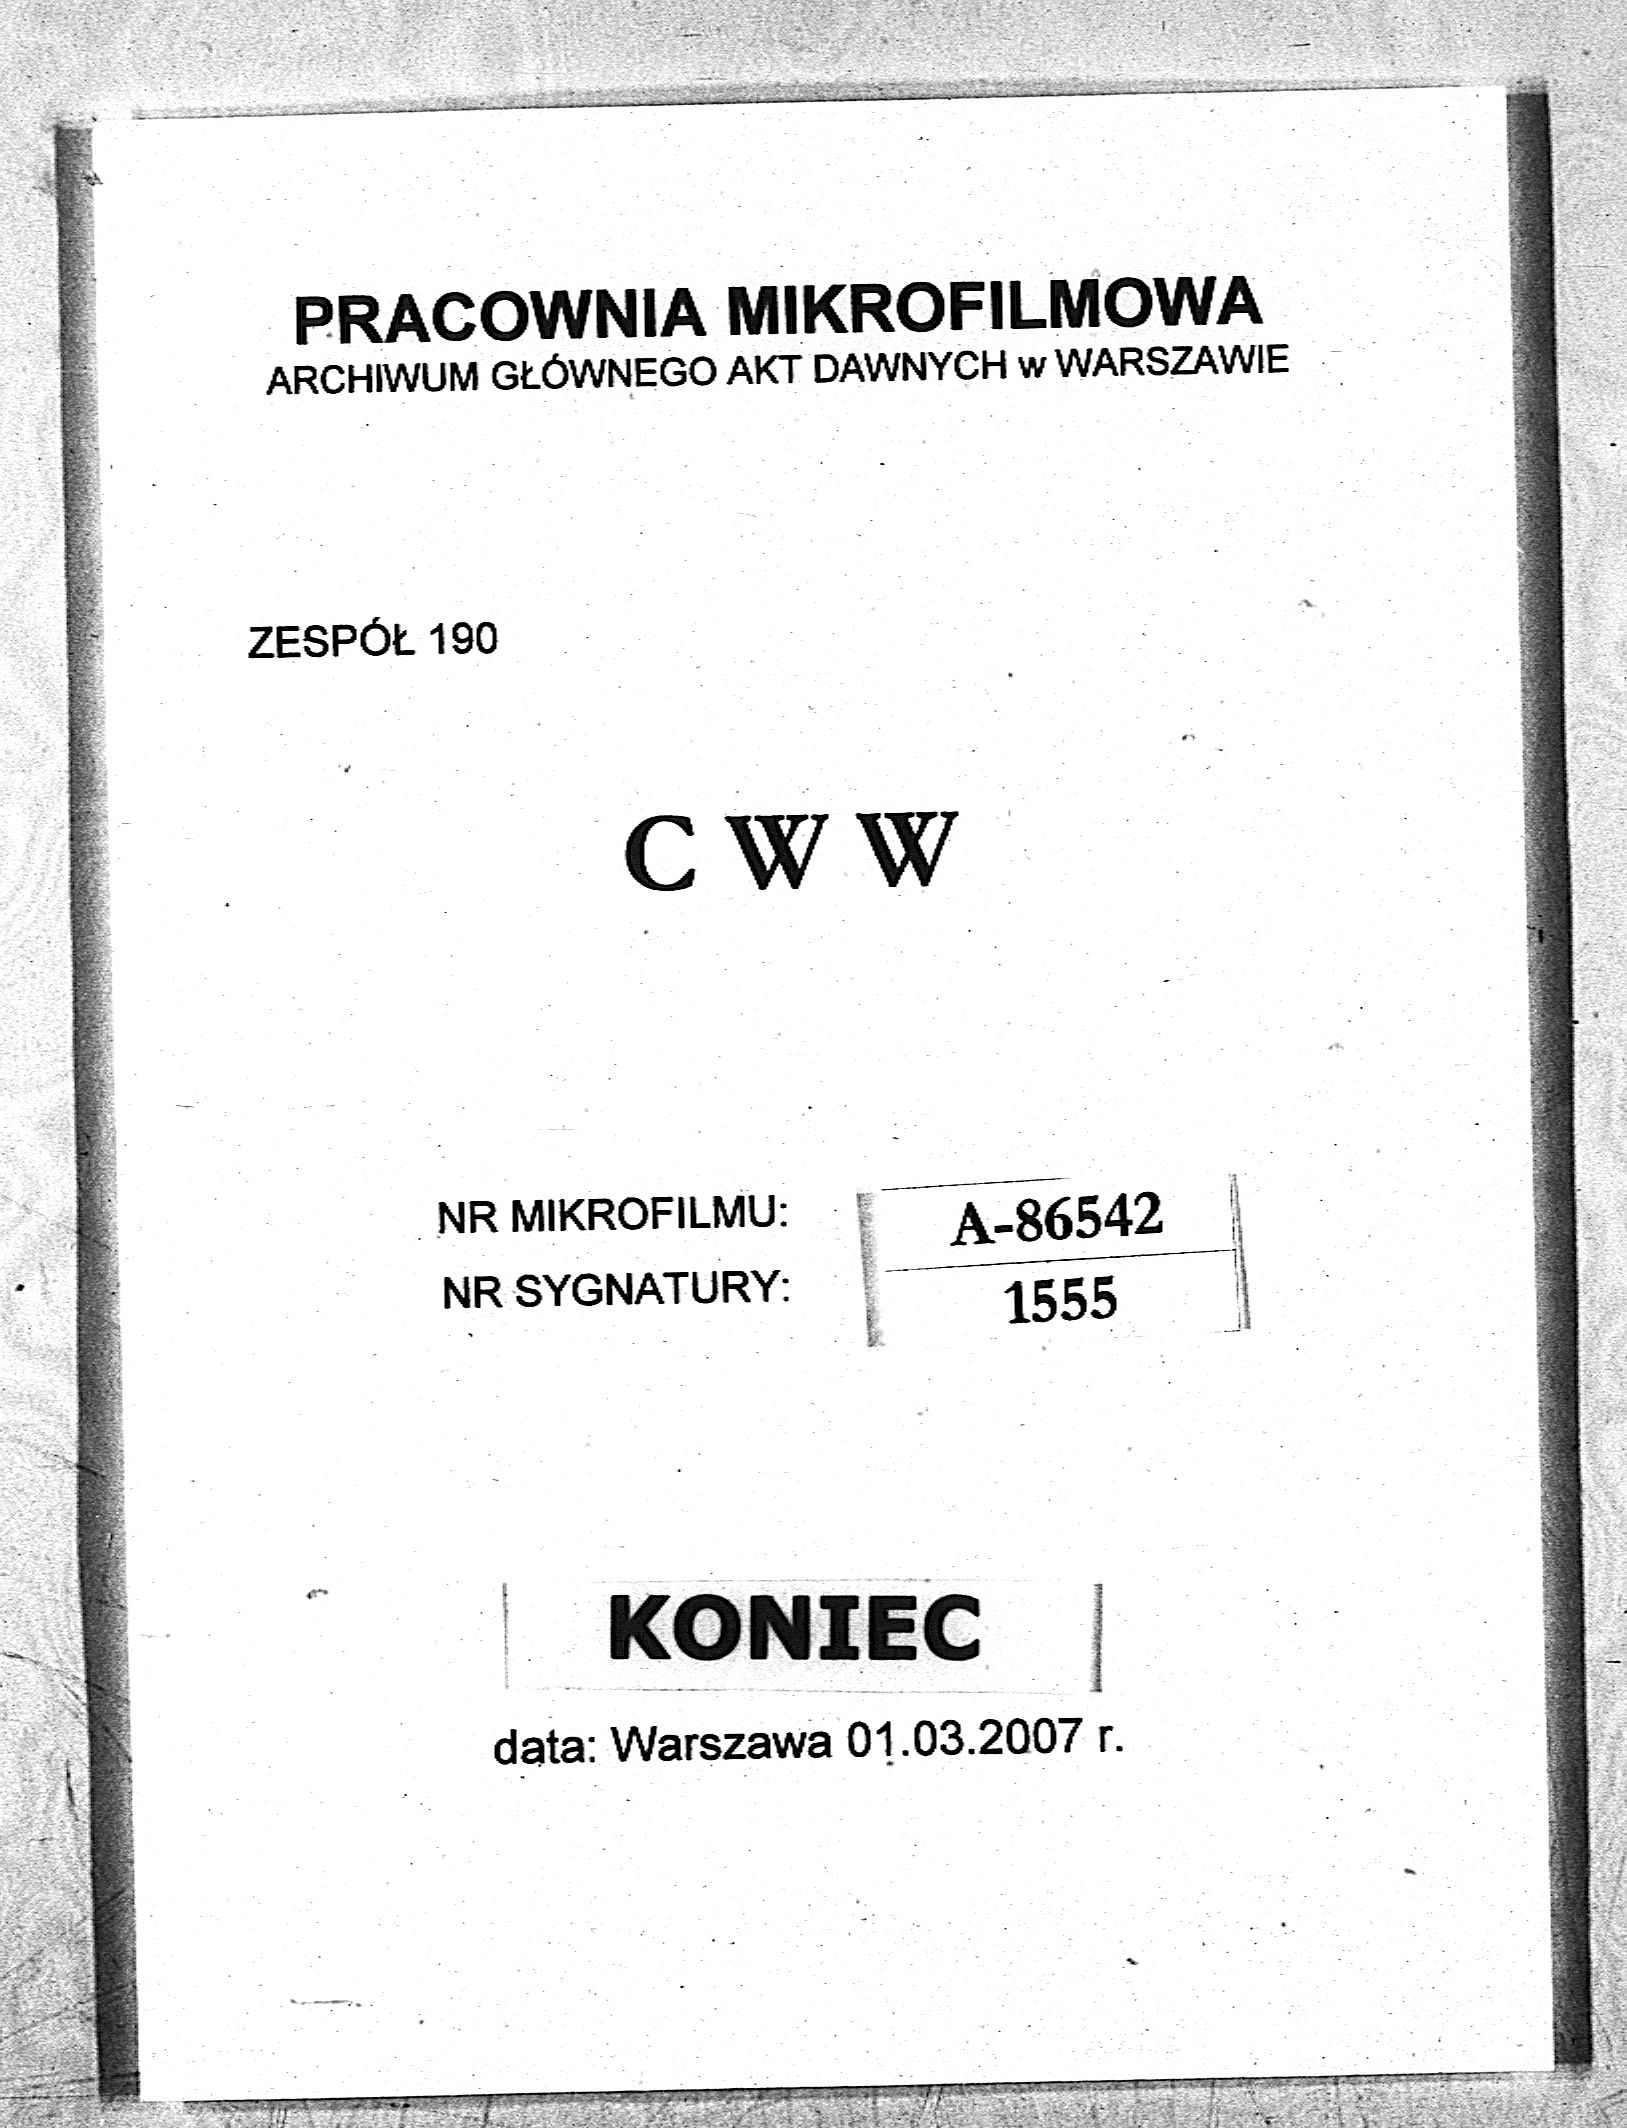 PRACOWNIA MIKROFILMOWA
ARCHIWUM GŁÓWNEGO AKT DAWNYCH w WARSZAWIE
ZESPÓŁ 190
C W W
NR MIKROFILMU: A-86542
NR SYGNATURY: 1555
KONIEC
data: Warszawa 01.03.2007 r.